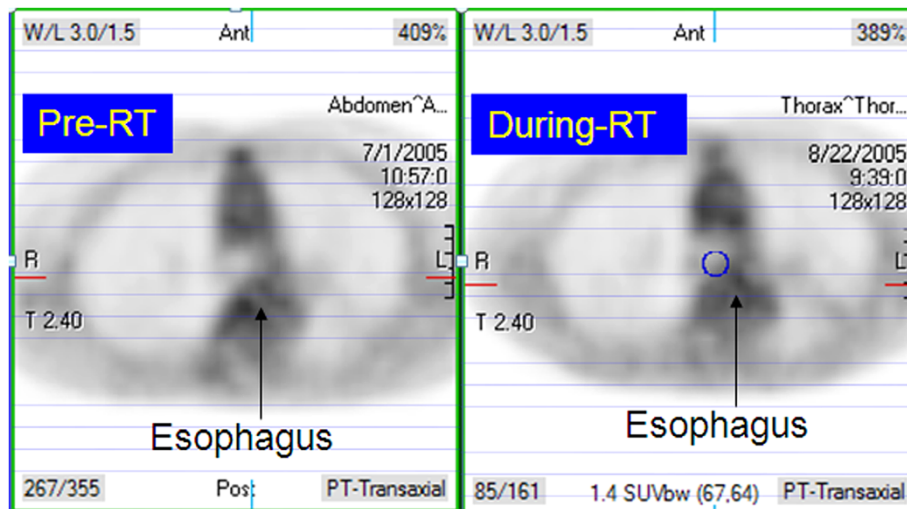 W/L 3.0/1.5 Ant 409%
Pre-RT
Abdomen^A...
7/1/2005
10:57:0
128x128
R L
T 2.40
Esophagus
267/355 Post PT-Transaxial
W/L 3.0/1.5 Ant 389%
During-RT
Thorax^Thor...
8/22/2005
9:39:0
128x128
R L
T 2.40
Esophagus
85/161 1.4 SUVbw (67,64) PT-Transaxial